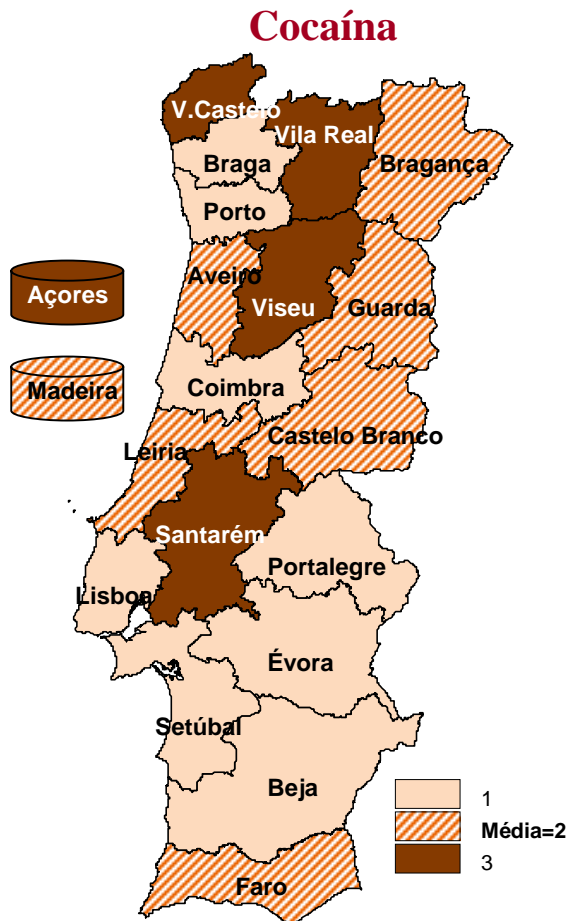 Cocaína
V.Castelo
Vila Real
Braga
Bragança
Porto
Aveiro
Açores
Viseu
Guarda
Madeira
Coimbra
Castelo Branco
Leiria
Santarém
Portalegre
Lisboa
Évora
Setúbal
Beja
1
Média=2
3
Faro